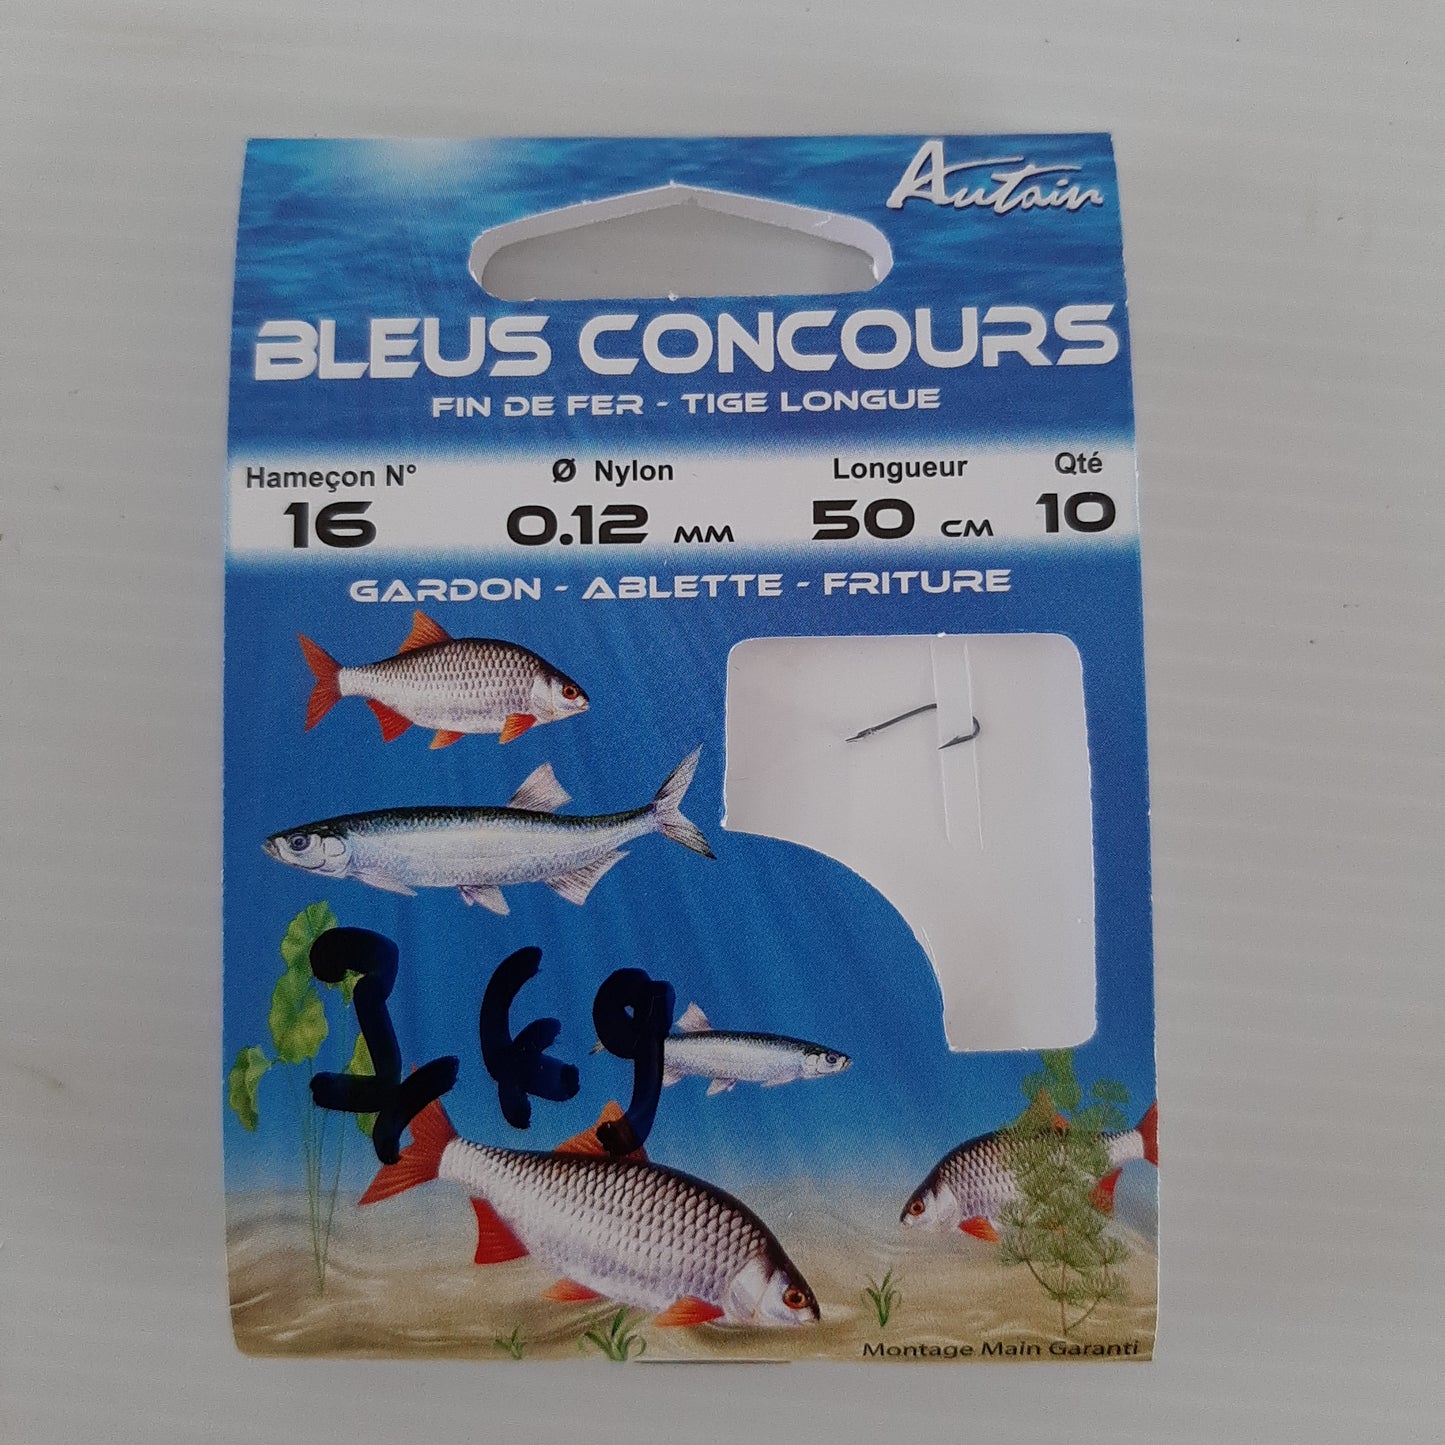 Autain
BLEUS CONCOURS
FIN DE FER - TIGE LONGUE
Hameçon N° Ø Nylon Longueur Qté
16 0.12 MM 50 CM 10
GARDON - ABLETTE - FRITURE
kg
Montage Main Garanti